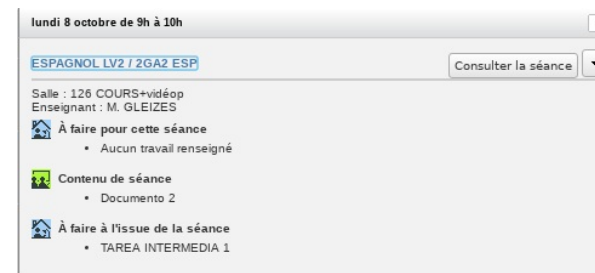 lundi 8 octobre de 9h à 10h
ESPAGNOL LV2 / 2GA2 ESP
Consulter la séance
Salle : 126 COURS+vidéop
Enseignant : M. GLEIZES
À faire pour cette séance
• Aucun travail renseigné
Contenu de séance
• Documento 2
À faire à l'issue de la séance
• TAREA INTERMEDIA 1